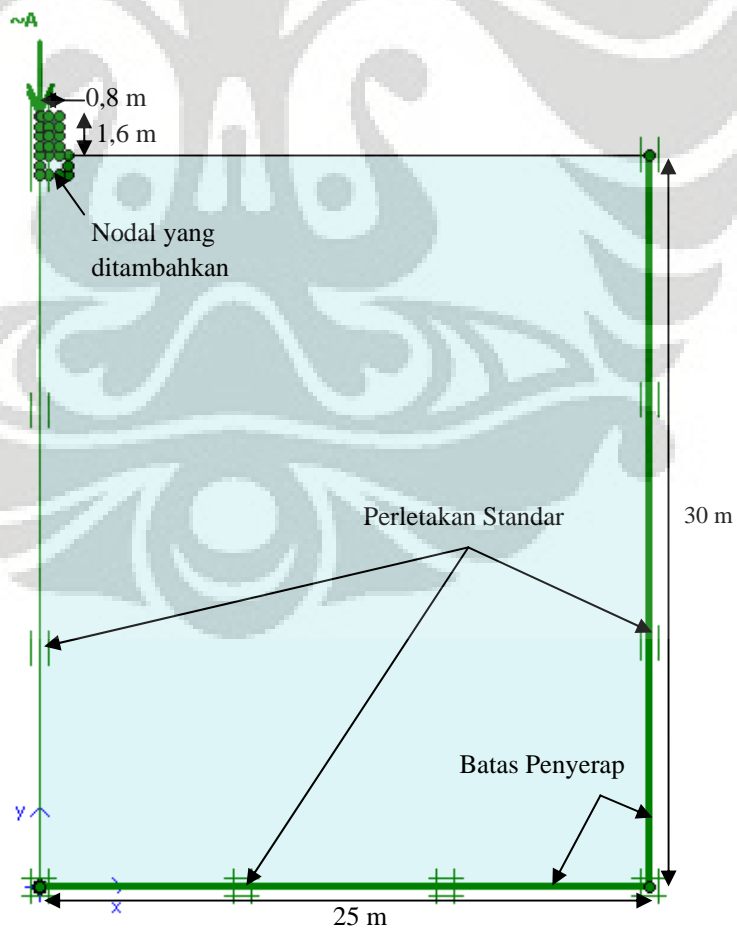 ~A
0,8 m
1,6 m
Nodal yang
ditambahkan
Perletakan Standar
30 m
Batas Penyerap
y
x
25 m